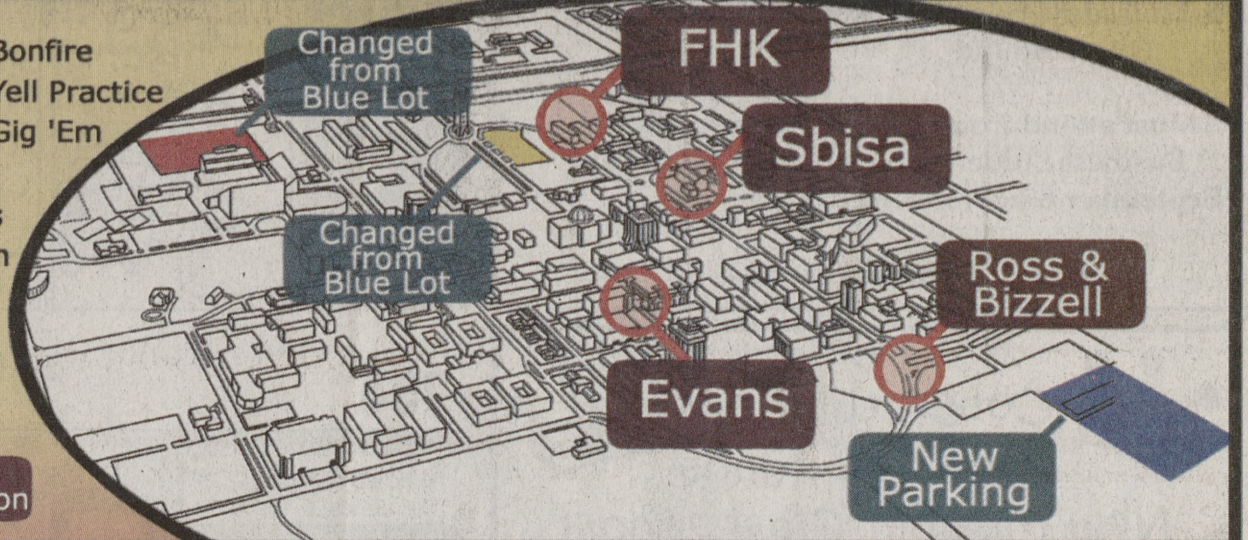 Bonfire
Yell Practice
Gig 'Em
Changed
from
Blue Lot
FHK
Sbisa
Changed
from
Blue Lot
Ross &
Bizzell
Evans
New
Parking